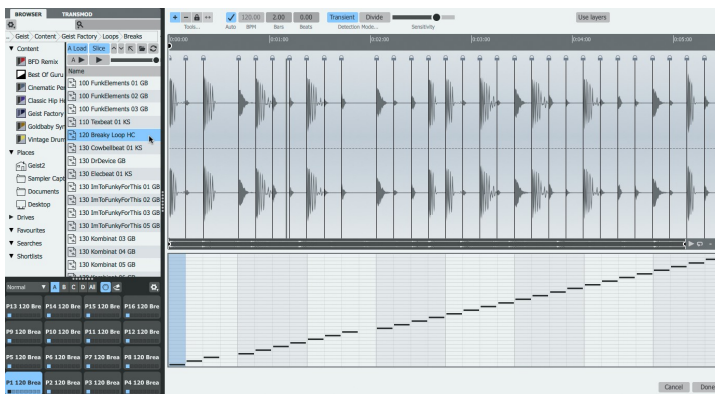 BROWSER TRANSMOD
.. Geist Content Geist Factory Loops Breaks
▼ Content
BFD Remix
Best Of Guru
Cinematic Per
Classic Hip H
Geist Factory
Goldbaby Syn
Vintage Drum
▼ Places
Geist2
Sampler Capt
Documents
Desktop
▶ Drives
▼ Favourites
▼ Searches
▼ Shortlists
A Load Slice
A
Name
100 FunkElements 01 GB
100 FunkElements 02 GB
100 FunkElements 03 GB
110 Texbeat 01 KS
120 Breaky Loop HC
130 Cowbellbeat 01 KS
130 DrDevice GB
130 Elecbeat 01 KS
130 ImToFunkyForThis 01 GB
130 ImToFunkyForThis 02 GB
130 ImToFunkyForThis 03 GB
130 ImToFunkyForThis 05 GB
130 Kombinat 03 GB
130 Kombinat 04 GB
130 Kombinat 05 GB
Normal A B C D All
P13 120 Bre P14 120 Bre P15 120 Bre P16 120 Bre
P9 120 Brea P10 120 Bre P11 120 Bre P12 120 Bre
P5 120 Brea P6 120 Brea P7 120 Brea P8 120 Brea
P1 120 Brea P2 120 Brea P3 120 Brea P4 120 Brea
120.00 2.00 0.00 Transient Divide Use layers
Tools... Auto BPM Bars Beats Detection Mode... Sensitivity
0:00:00 0:01:00 0:02:00 0:03:00 0:04:00 0:05:00
Cancel Done